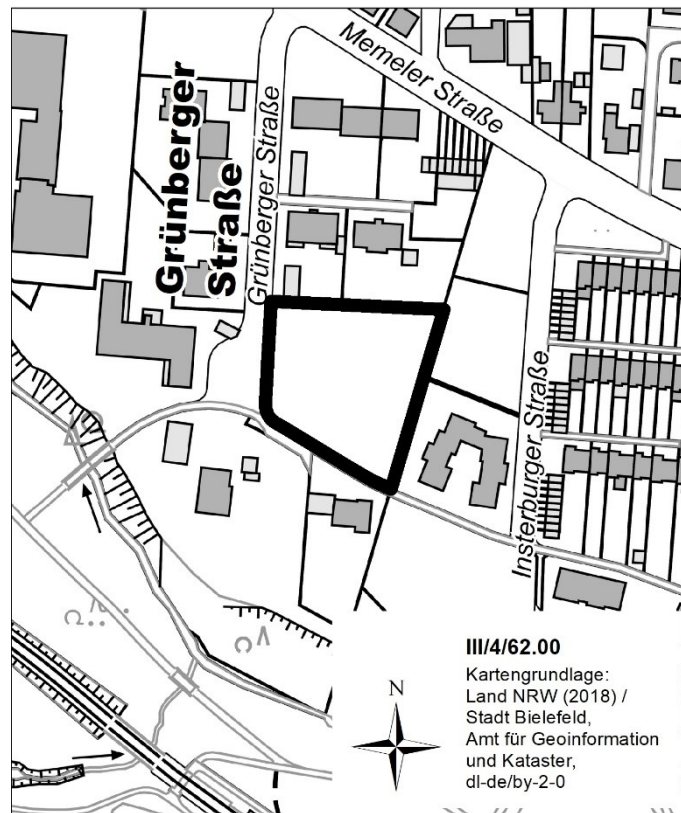 Memeler Straße
Grünberger
Straße
Grünberger Straße
Insterburger Straße
N
III/4/62.00
Kartengrundlage:
Land NRW (2018) /
Stadt Bielefeld,
Amt für Geoinformation
und Kataster,
dl-de/by-2-0